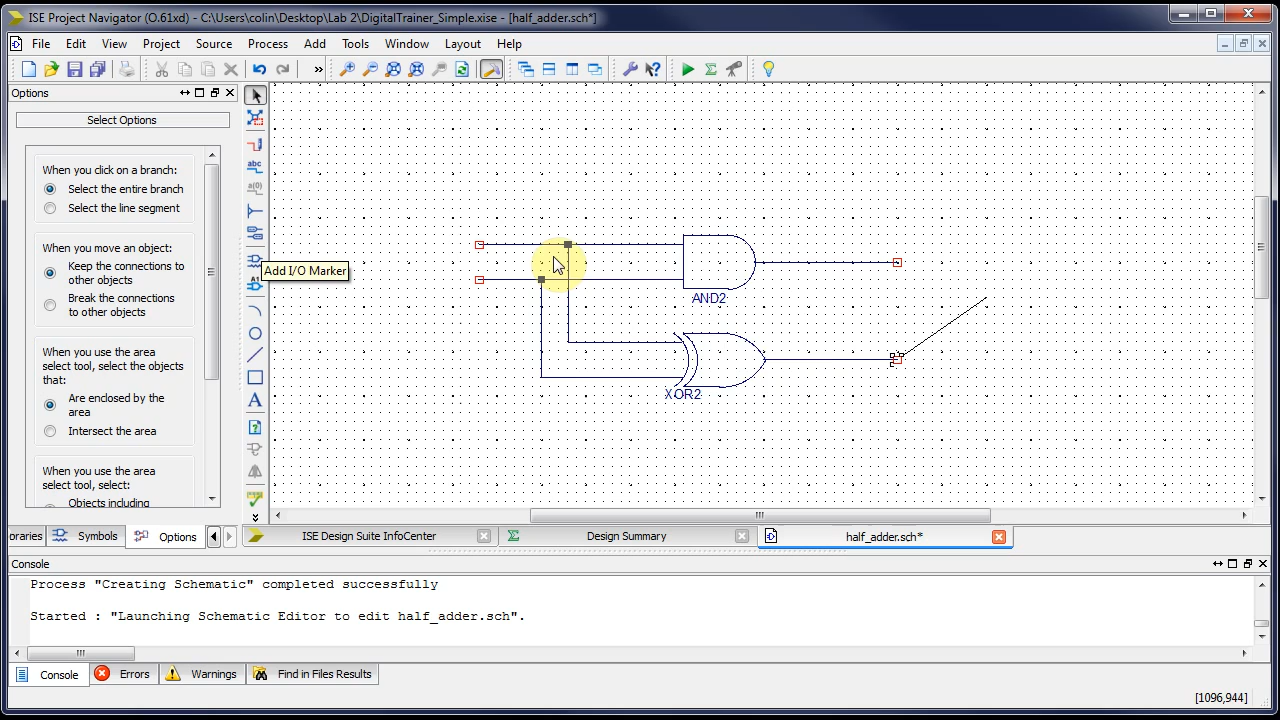 ISE Project Navigator (O.61xd) - C:\Users\colin\Desktop\Lab 2\DigitalTrainer_Simple.xise - [half_adder.sch*]
File Edit View Project Source Process Add Tools Window Layout Help
»
Options
Select Options
When you click on a branch:
Select the entire branch
Select the line segment
When you move an object:
Keep the connections to
other objects
Break the connections
to other objects
When you use the area
select tool, select the objects
that:
Are enclosed by the
area
Intersect the area
When you use the area
select tool, select:
Objects including
abc
a(0)
Add I/O Marker
A1
A
AND2
XOR2
oraries Symbols Options
ISE Design Suite InfoCenter Design Summary half_adder.sch*
Console
Process "Creating Schematic" completed successfully
Started : "Launching Schematic Editor to edit half_adder.sch".
Console Errors Warnings Find in Files Results
[1096,944]